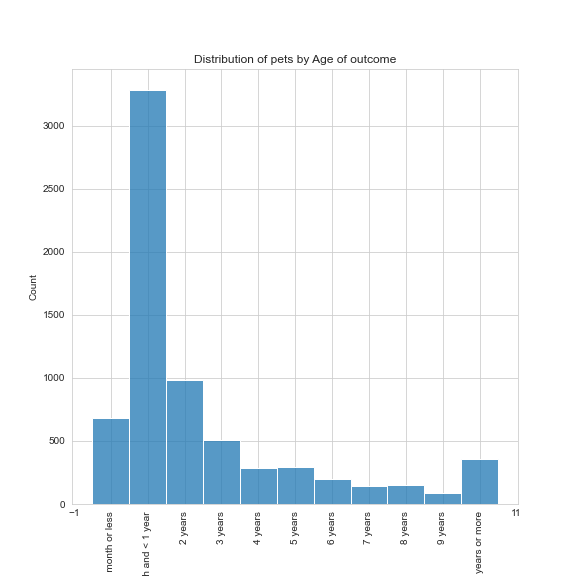 Distribution of pets by Age of outcome
Count
3000
2500
2000
1500
1000
500
0
−1
11
month or less
h and < 1 year
2 years
3 years
4 years
5 years
6 years
7 years
8 years
9 years
years or more